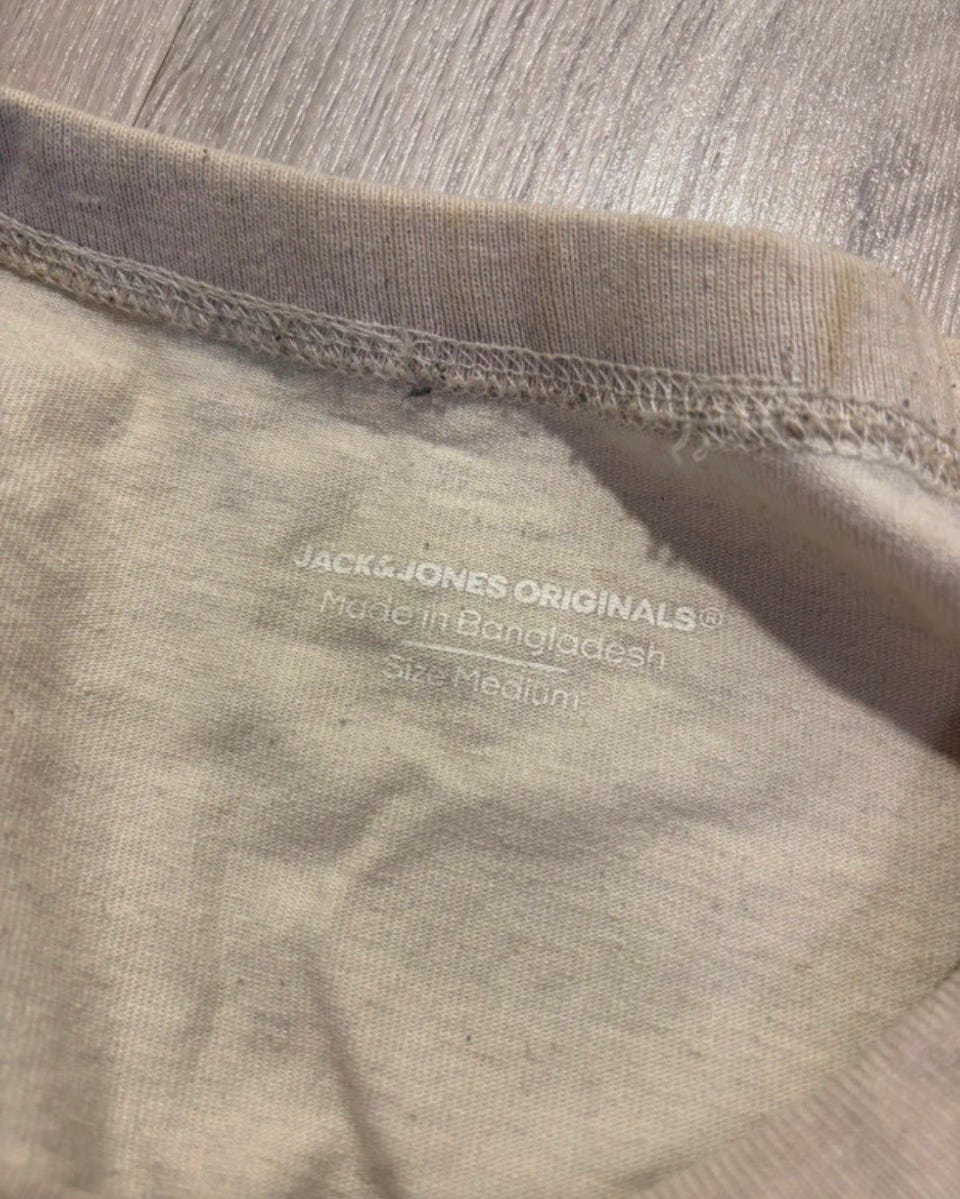 JACK&JONES ORIGINALS®
Made in Bangladesh
Size Medium